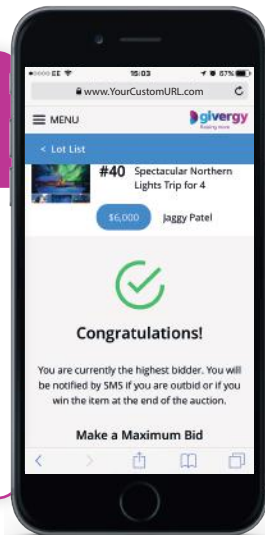 EE 15:03 67%
www.YourCustomURL.com
MENU
givergy
Raising more
< Lot List
#40 Spectacular Northern
Lights Trip for 4
$6,000 Jaggy Patel
Congratulations!
You are currently the highest bidder. You will
be notified by SMS if you are outbid or if you
win the item at the end of the auction.
Make a Maximum Bid